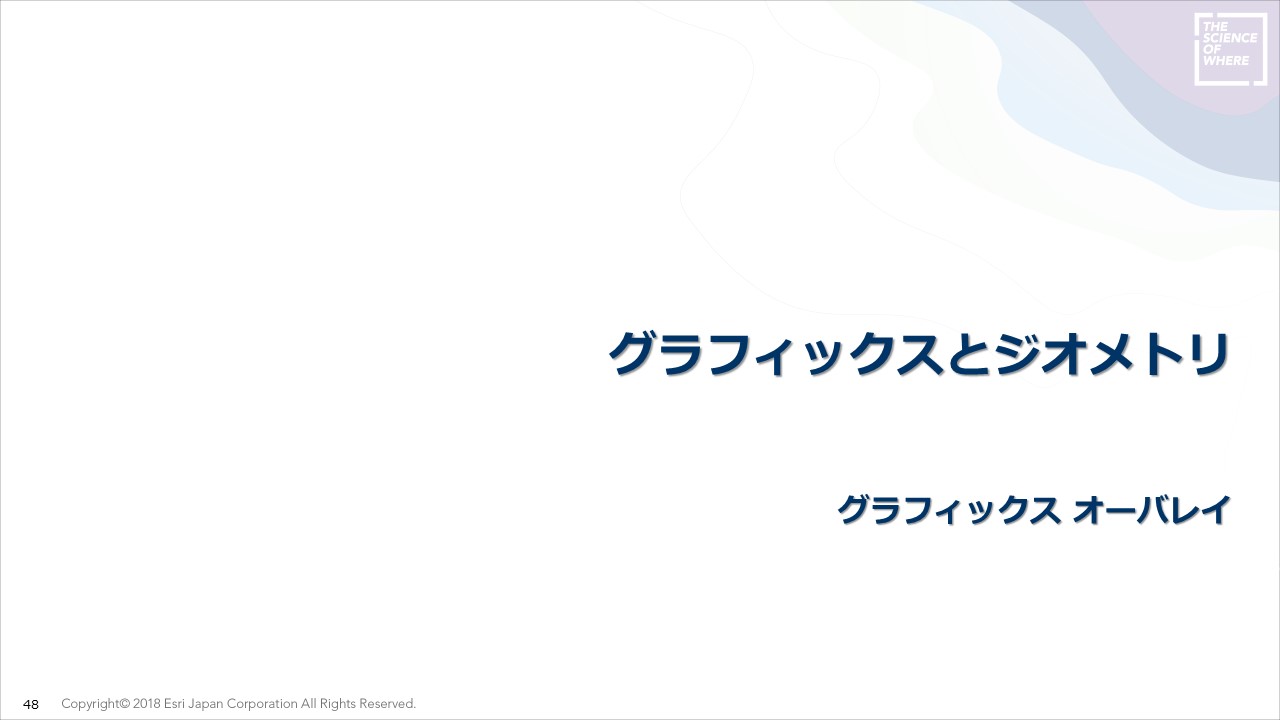 THE
SCIENCE
OF
WHERE
グラフィックスとジオメトリ
グラフィックス オーバレイ
48 Copyright© 2018 Esri Japan Corporation All Rights Reserved.